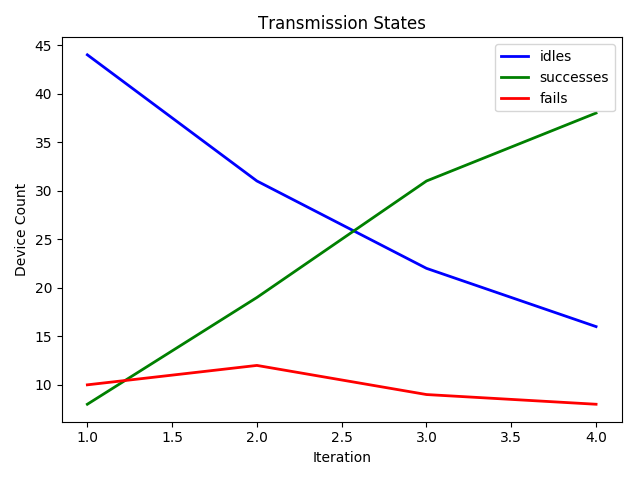 Transmission States
idles
successes
fails
Device Count
45
40
35
30
25
20
15
10
1.0 1.5 2.0 2.5 3.0 3.5 4.0
Iteration